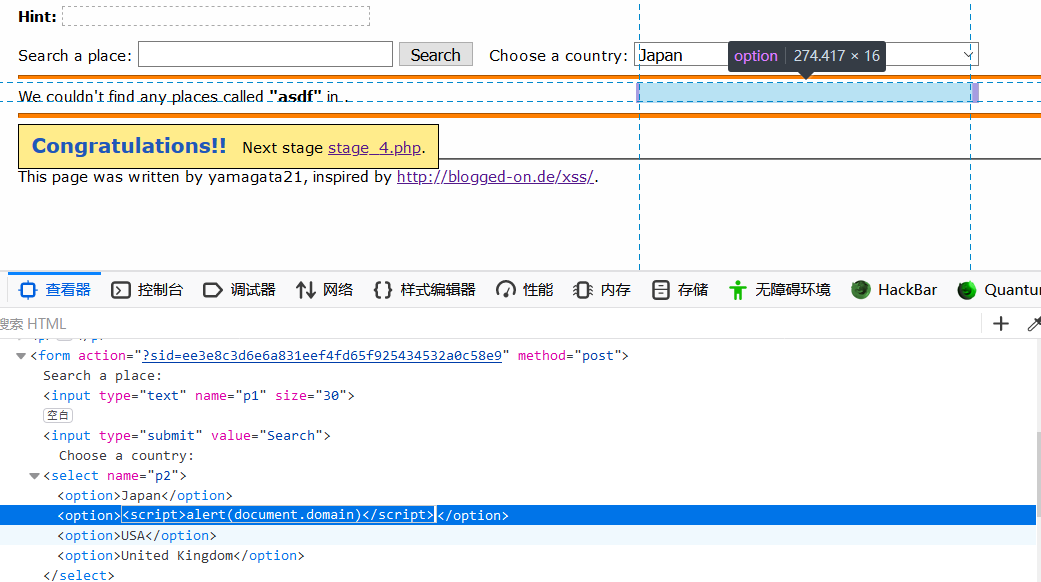 Hint:
Search a place: Search Choose a country: Japan
option 274.417 × 16
We couldn't find any places called "asdf" in .
Congratulations!! Next stage stage_4.php.
This page was written by yamagata21, inspired by http://blogged-on.de/xss/.
查看器 控制台 调试器 网络 样式编辑器 性能 内存 存储 无障碍环境 HackBar Quantu
搜索 HTML
<form action="?sid=ee3e8c3d6e6a831eef4fd65f925434532a0c58e9" method="post">
Search a place:
<input type="text" name="p1" size="30">
空白
<input type="submit" value="Search">
Choose a country:
<select name="p2">
<option>Japan</option>
<option><script>alert(document.domain)</script></option>
<option>USA</option>
<option>United Kingdom</option>
</select>